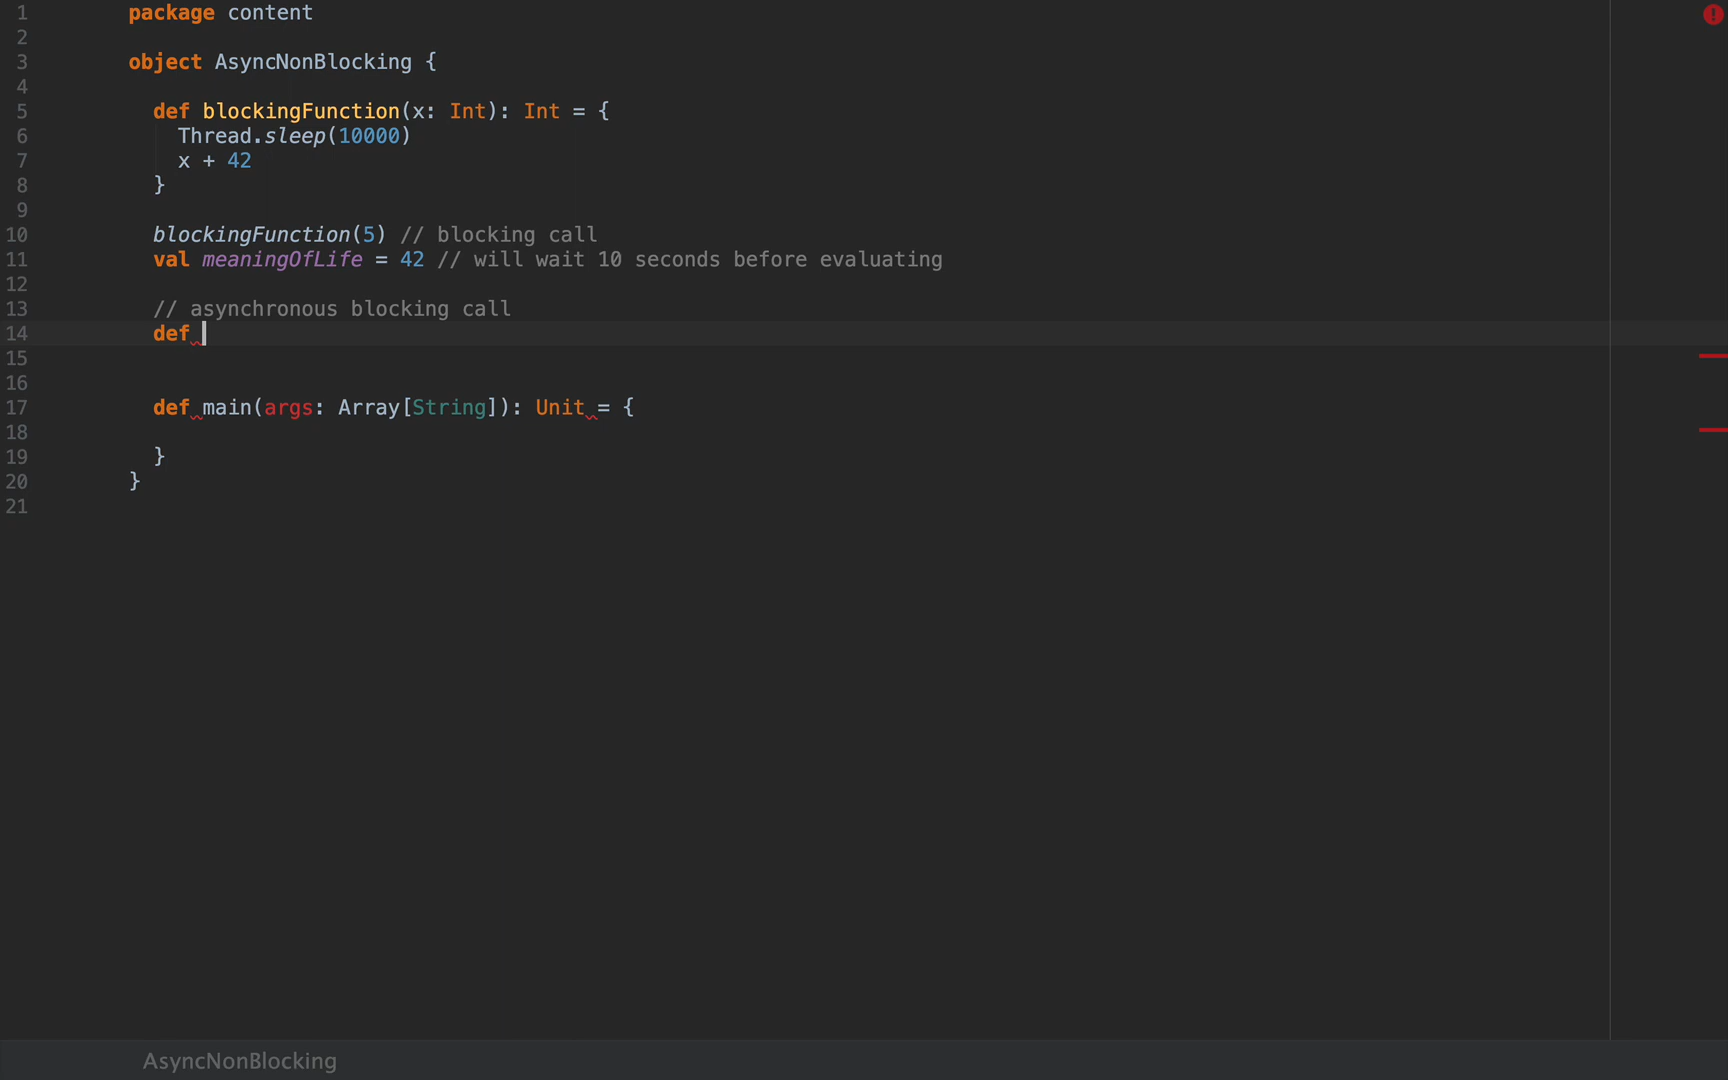 1 package content
2
3 object AsyncNonBlocking {
4
5 def blockingFunction(x: Int): Int = {
6 Thread.sleep(10000)
7 x + 42
8 }
9
10 blockingFunction(5) // blocking call
11 val meaningOfLife = 42 // will wait 10 seconds before evaluating
12
13 // asynchronous blocking call
14 def
15
16
17 def main(args: Array[String]): Unit = {
18
19 }
20 }
21
AsyncNonBlocking